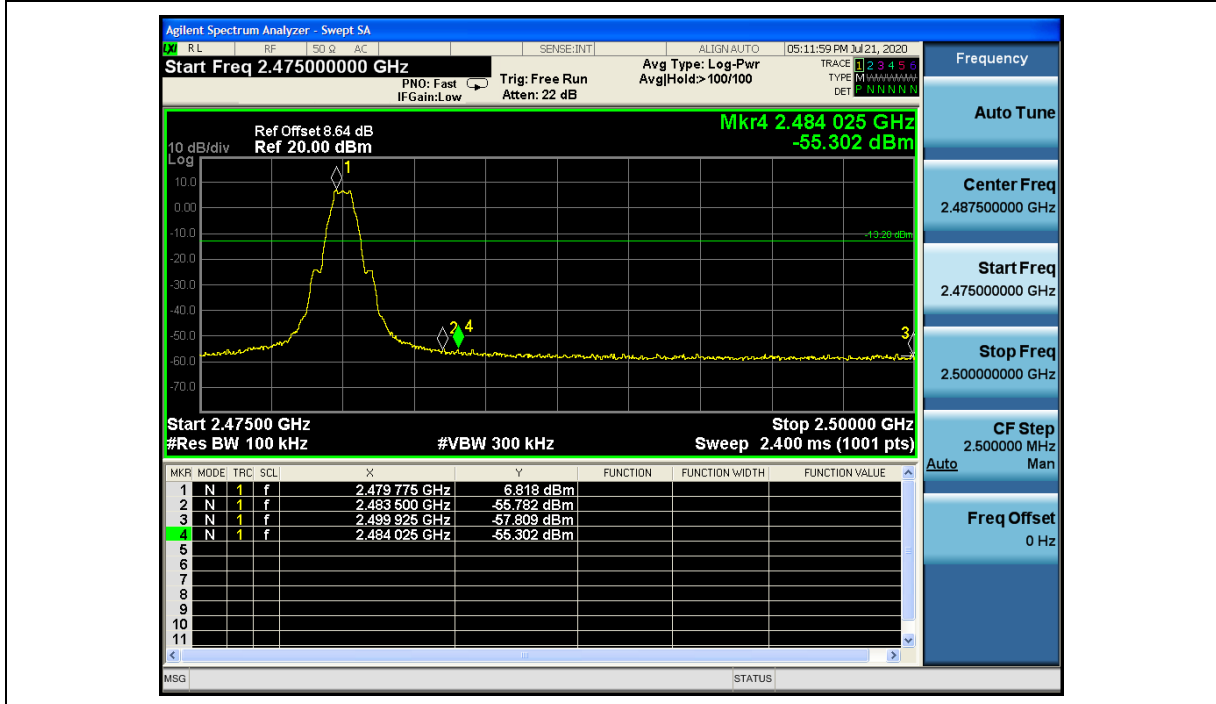 Agilent Spectrum Analyzer - Swept SA
LXI RL RF 50 Ω AC SENSE:INT ALIGN AUTO 05:11:59 PM Jul 21, 2020
Start Freq 2.475000000 GHz
PNO: Fast
IFGain:Low
Trig: Free Run
Atten: 22 dB
Avg Type: Log-Pwr
Avg|Hold:>100/100
TRACE 1 2 3 4 5 6
TYPE M
DET P N N N N N
Mkr4 2.484 025 GHz
-55.302 dBm
Ref Offset 8.64 dB
10 dB/div Ref 20.00 dBm
Log
10.0
0.00
-10.0
-20.0
-30.0
-40.0
-50.0
-60.0
-70.0
1
-13.20 dBm
2 4
3
Start 2.47500 GHz Stop 2.50000 GHz
#Res BW 100 kHz #VBW 300 kHz Sweep 2.400 ms (1001 pts)
MKR MODE TRC SCL X Y FUNCTION FUNCTION WIDTH FUNCTION VALUE
1 N 1 f 2.479 775 GHz 6.818 dBm
2 N 1 f 2.483 500 GHz -55.782 dBm
3 N 1 f 2.499 925 GHz -57.809 dBm
4 N 1 f 2.484 025 GHz -55.302 dBm
5
6
7
8
9
10
11
MSG STATUS
Frequency
Auto Tune
Center Freq
2.487500000 GHz
Start Freq
2.475000000 GHz
Stop Freq
2.500000000 GHz
CF Step
2.500000 MHz
Auto Man
Freq Offset
0 Hz